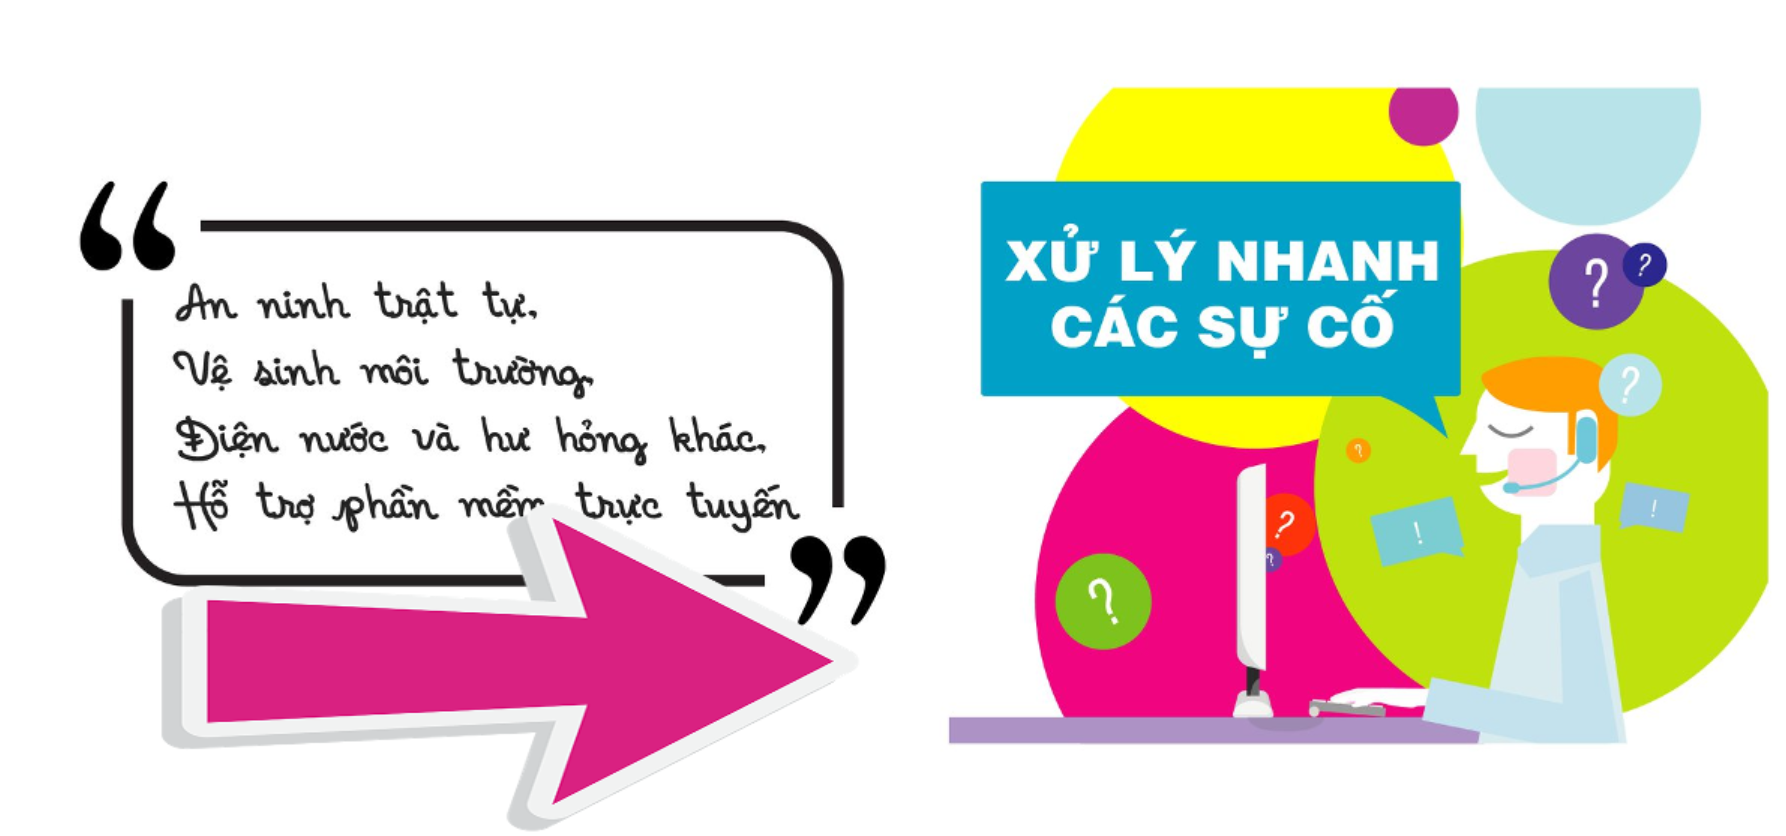 An ninh trật tự,
Vệ sinh môi trường,
Điện nước và hư hỏng khác,
Hỗ trợ phần mềm trực tuyến
XỬ LÝ NHANH
CÁC SỰ CỐ
?
?
?
?
!
!
?
?
?